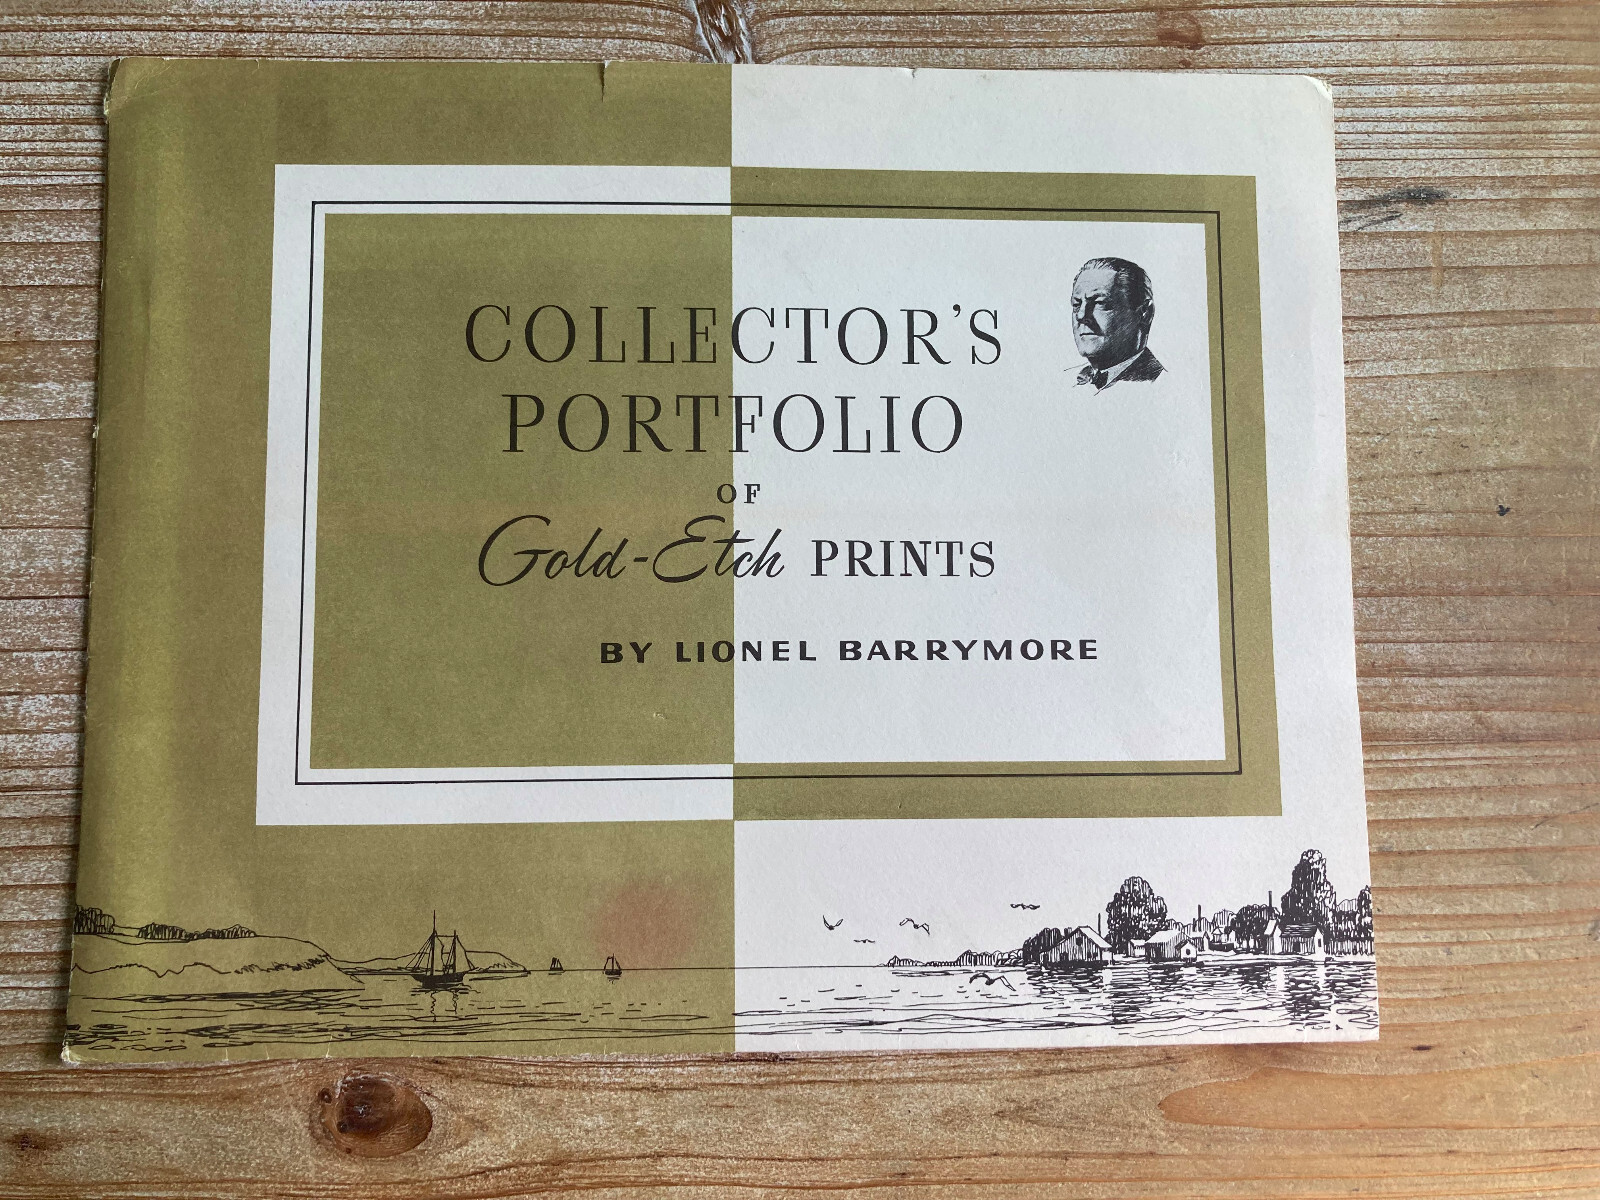 COLLECTOR'S
PORTFOLIO
OF
Gold-Etch PRINTS
BY LIONEL BARRYMORE